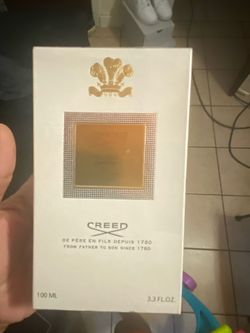 CREED
DE PÈRE EN FILS DEPUIS 1760
FROM FATHER TO SON SINCE 1760
100 ML 3.3 FL.OZ.